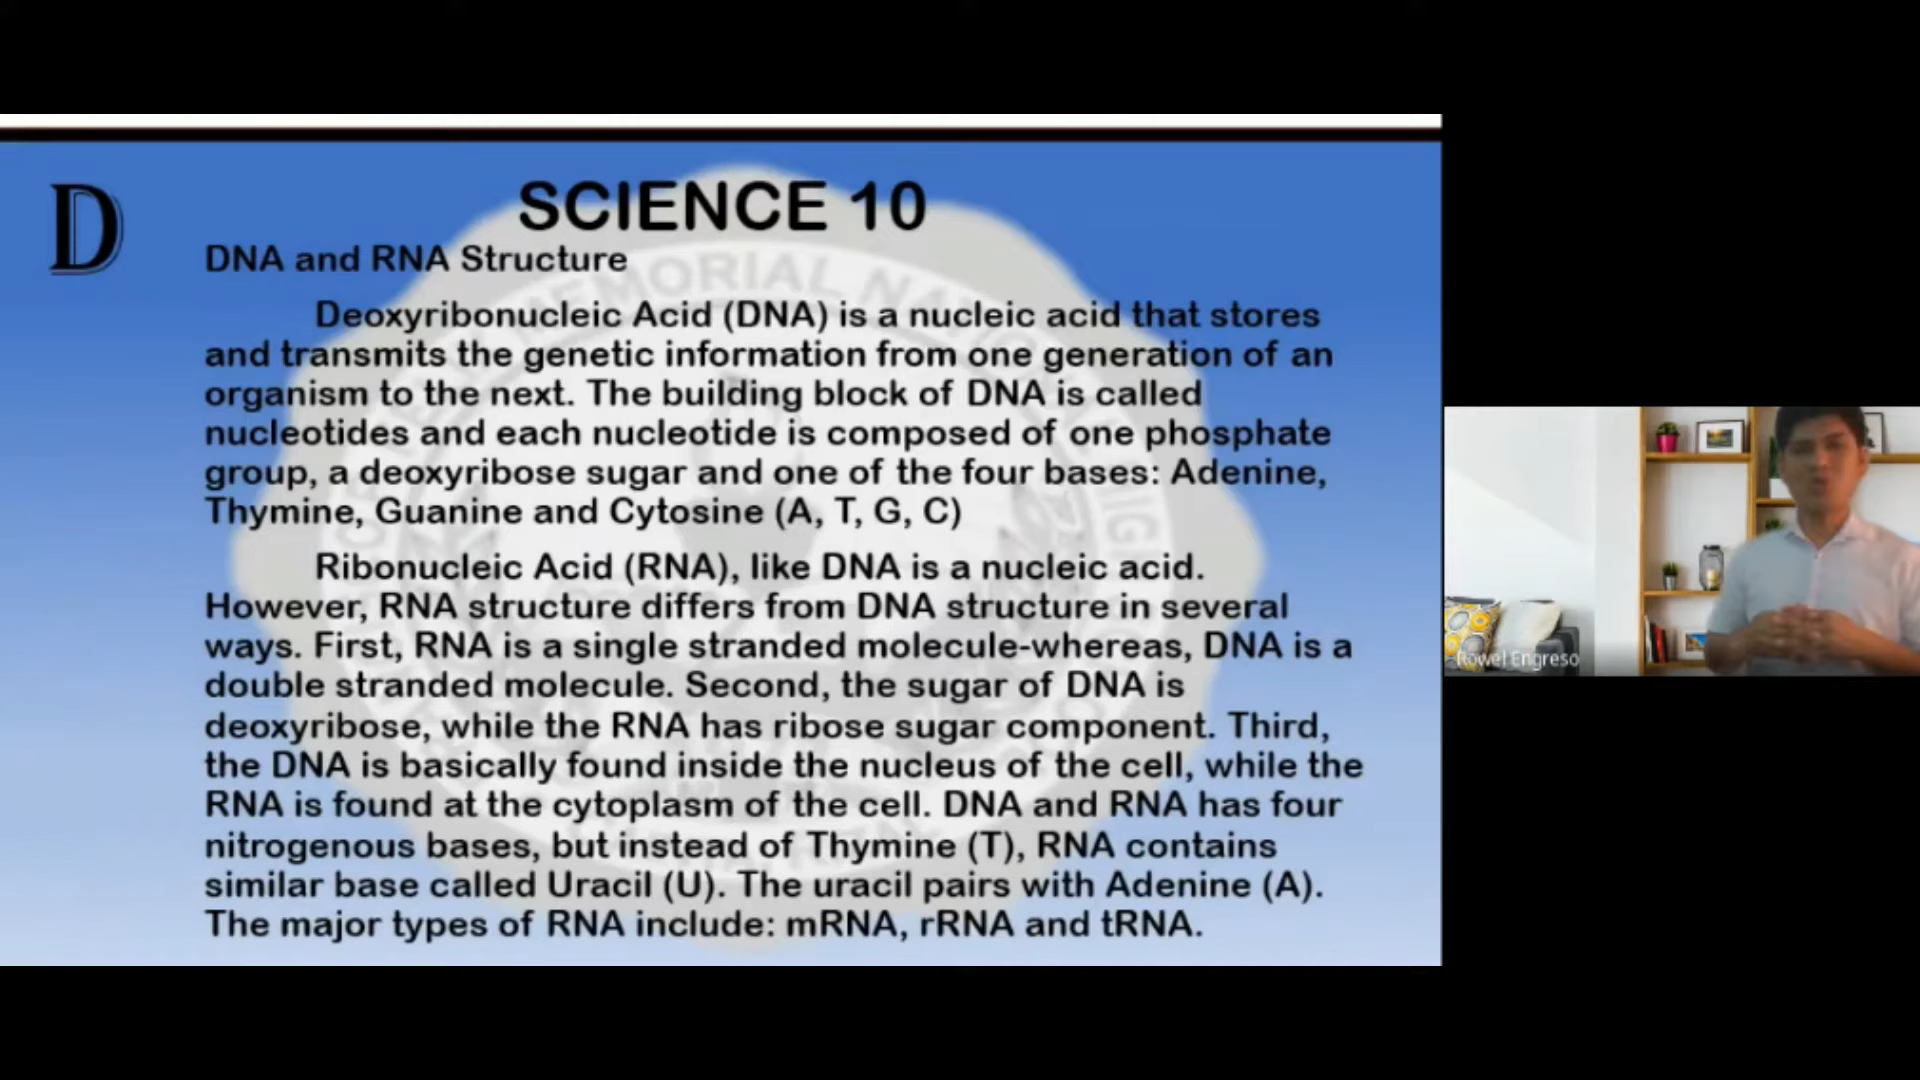 D
SCIENCE 10
DNA and RNA Structure
Deoxyribonucleic Acid (DNA) is a nucleic acid that stores
and transmits the genetic information from one generation of an
organism to the next. The building block of DNA is called
nucleotides and each nucleotide is composed of one phosphate
group, a deoxyribose sugar and one of the four bases: Adenine,
Thymine, Guanine and Cytosine (A, T, G, C)
Ribonucleic Acid (RNA), like DNA is a nucleic acid.
However, RNA structure differs from DNA structure in several
ways. First, RNA is a single stranded molecule-whereas, DNA is a
double stranded molecule. Second, the sugar of DNA is
deoxyribose, while the RNA has ribose sugar component. Third,
the DNA is basically found inside the nucleus of the cell, while the
RNA is found at the cytoplasm of the cell. DNA and RNA has four
nitrogenous bases, but instead of Thymine (T), RNA contains
similar base called Uracil (U). The uracil pairs with Adenine (A).
The major types of RNA include: mRNA, rRNA and tRNA.
MEMORIAL
Rowel Engreso